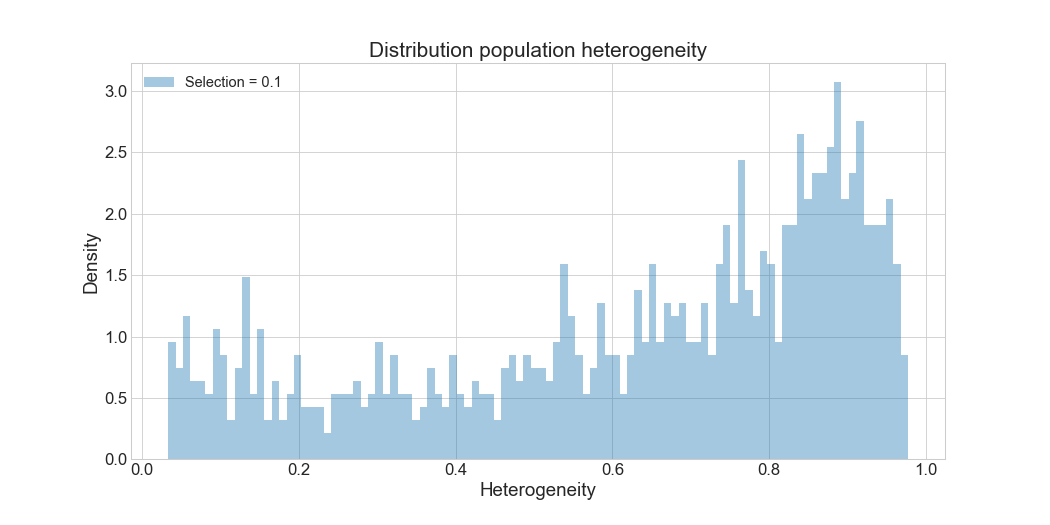 Distribution population heterogeneity
Selection = 0.1
3.0
2.5
2.0
1.5
1.0
0.5
0.0
Density
0.0 0.2 0.4 0.6 0.8 1.0
Heterogeneity